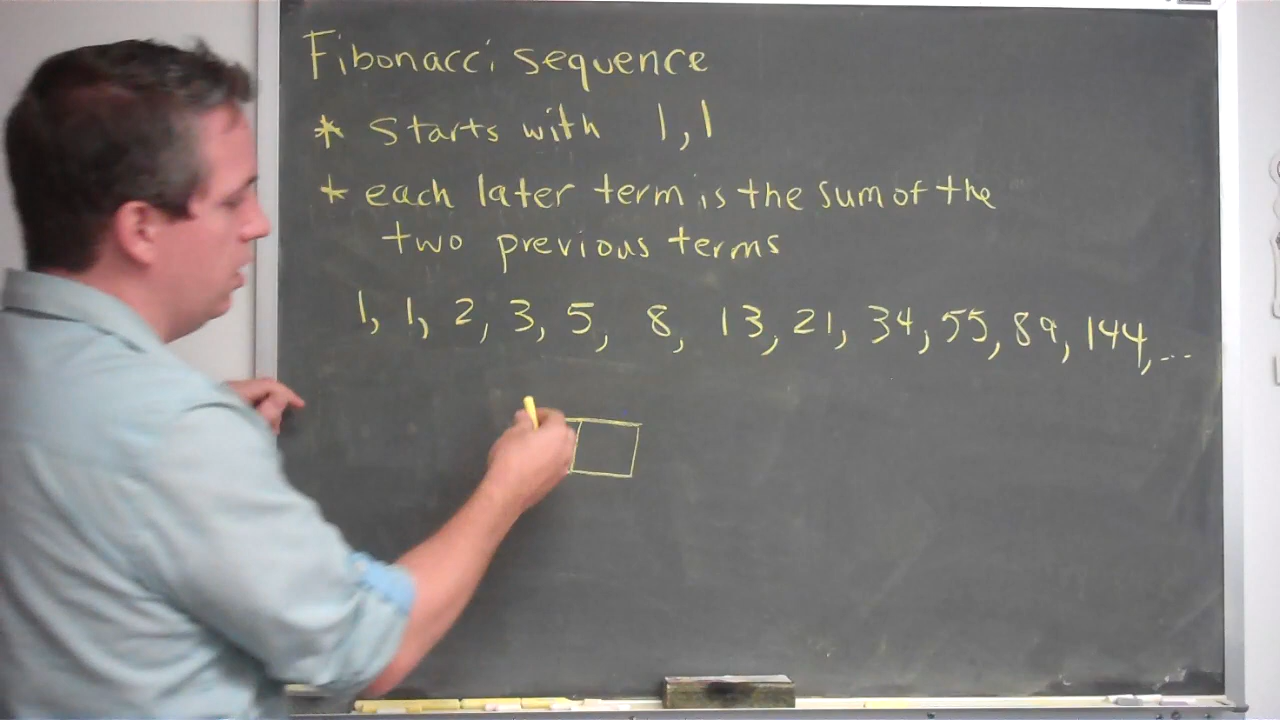 Fibonacci sequence
* Starts with 1, 1
* each later term is the sum of the
two previous terms
1, 1, 2, 3, 5, 8, 13, 21, 34, 55, 89, 144, ...